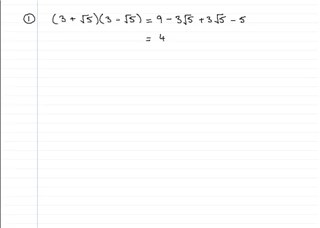 ① (3 + √5)(3 - √5) = 9 - 3√5 + 3√5 - 5
= 4